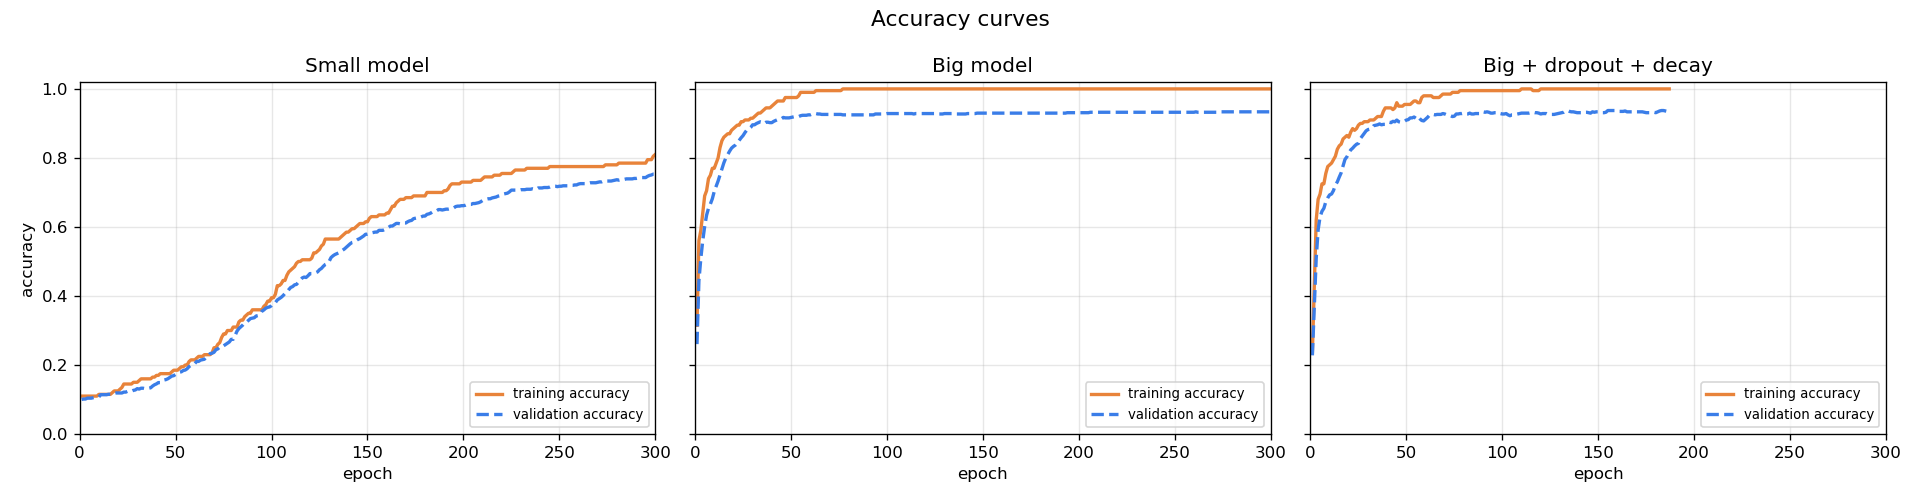 Accuracy curves
Small model
accuracy
1.0
0.8
0.6
0.4
0.2
0.0
training accuracy
validation accuracy
0 50 100 150 200 250 300
epoch
Big model
training accuracy
validation accuracy
0 50 100 150 200 250 300
epoch
Big + dropout + decay
training accuracy
validation accuracy
0 50 100 150 200 250 300
epoch